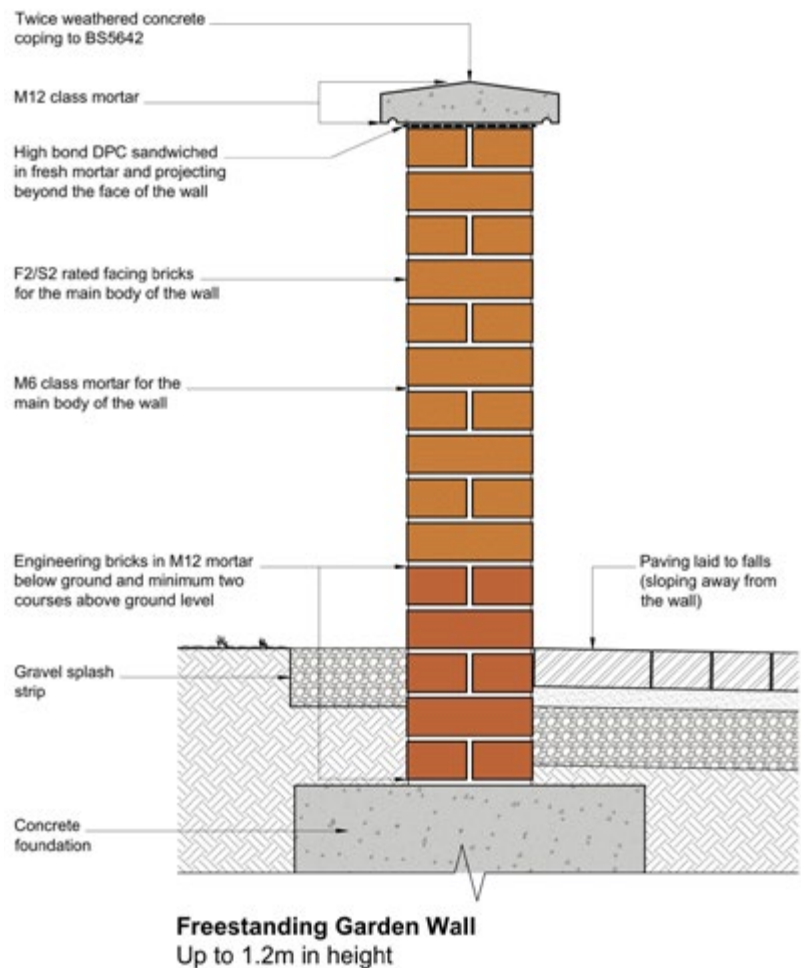 Twice weathered concrete
coping to BS5642
M12 class mortar
High bond DPC sandwiched
in fresh mortar and projecting
beyond the face of the wall
F2/S2 rated facing bricks
for the main body of the wall
M6 class mortar for the
main body of the wall
Engineering bricks in M12 mortar
below ground and minimum two
courses above ground level
Paving laid to falls
(sloping away from
the wall)
Gravel splash
strip
Concrete
foundation
Freestanding Garden Wall
Up to 1.2m in height